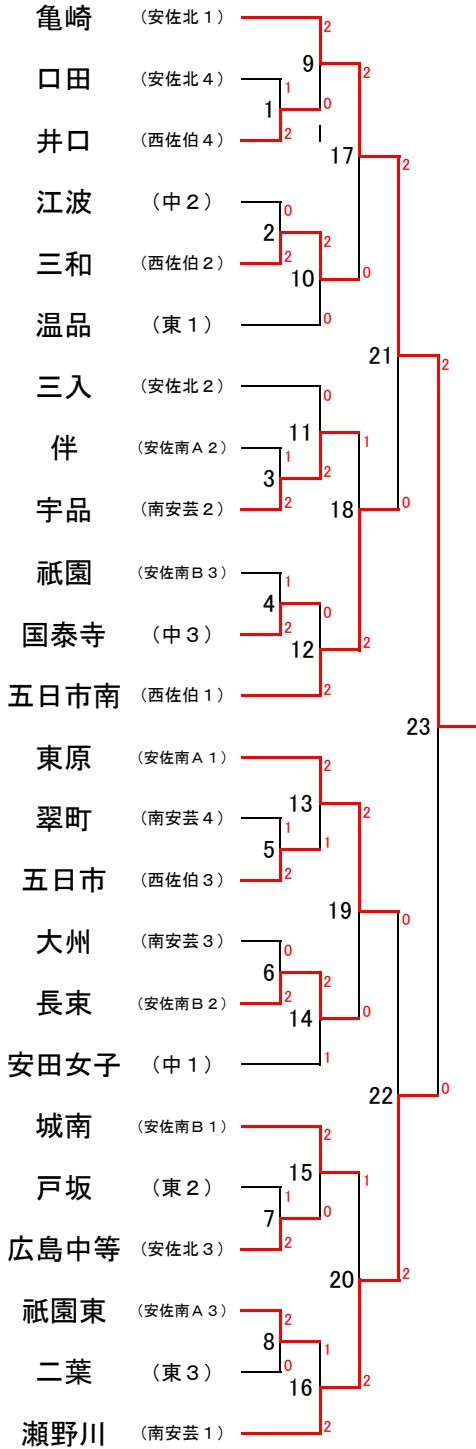 亀崎 （安佐北１） 2
9 2
口田 （安佐北４） 1
1 0
井口 （西佐伯４） 2
17 2
江波 （中２） 0
2 2
三和 （西佐伯２） 2
10 0
温品 （東１） 0
21 2
三入 （安佐北２） 0
11 1
伴 （安佐南Ａ２） 1
3 2
宇品 （南安芸２） 2
18 0
祇園 （安佐南Ｂ３） 1
4 0
国泰寺 （中３） 2
12 2
五日市南 （西佐伯１） 2
23
東原 （安佐南Ａ１） 2
13 2
翠町 （南安芸４） 1
5 1
五日市 （西佐伯３） 2
19 0
大州 （南安芸３） 0
6 2
長束 （安佐南Ｂ２） 2
14 0
安田女子 （中１） 1
22 0
城南 （安佐南Ｂ１） 2
15 1
戸坂 （東２） 1
7 0
広島中等 （安佐北３） 2
20 2
祇園東 （安佐南Ａ３） 2
8 1
二葉 （東３） 0
16 2
瀬野川 （南安芸１） 2